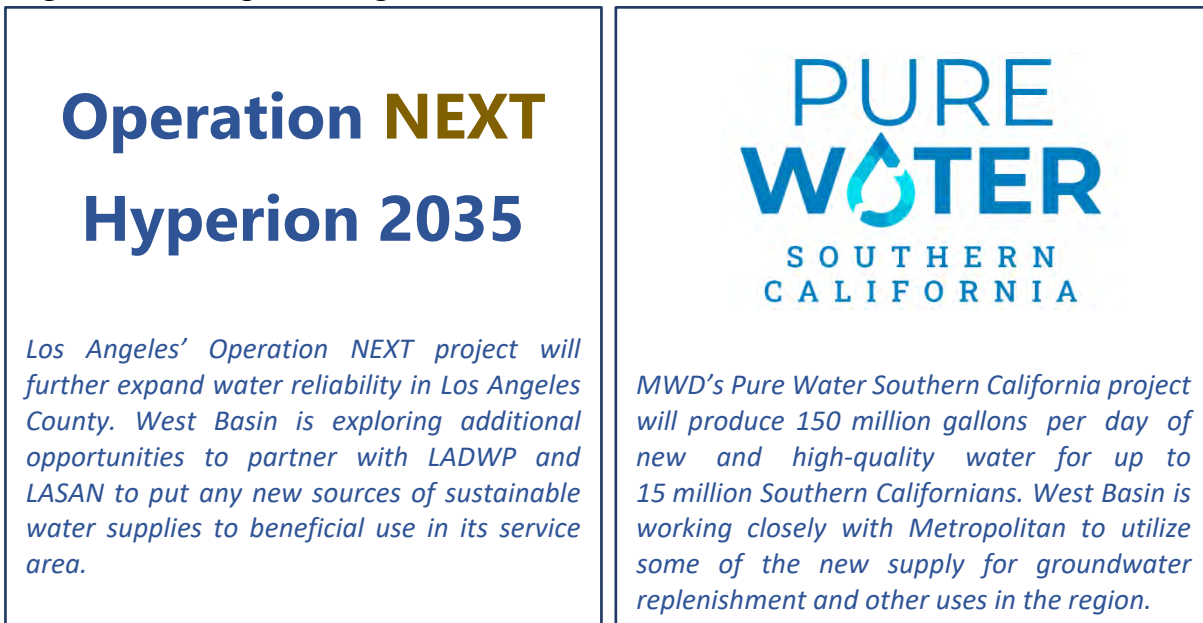 Operation NEXT
Hyperion 2035
Los Angeles’ Operation NEXT project will
further expand water reliability in Los Angeles
County. West Basin is exploring additional
opportunities to partner with LADWP and
LASAN to put any new sources of sustainable
water supplies to beneficial use in its service
area.
PURE
WATER
SOUTHERN
CALIFORNIA
MWD’s Pure Water Southern California project
will produce 150 million gallons per day of
new and high-quality water for up to
15 million Southern Californians. West Basin is
working closely with Metropolitan to utilize
some of the new supply for groundwater
replenishment and other uses in the region.